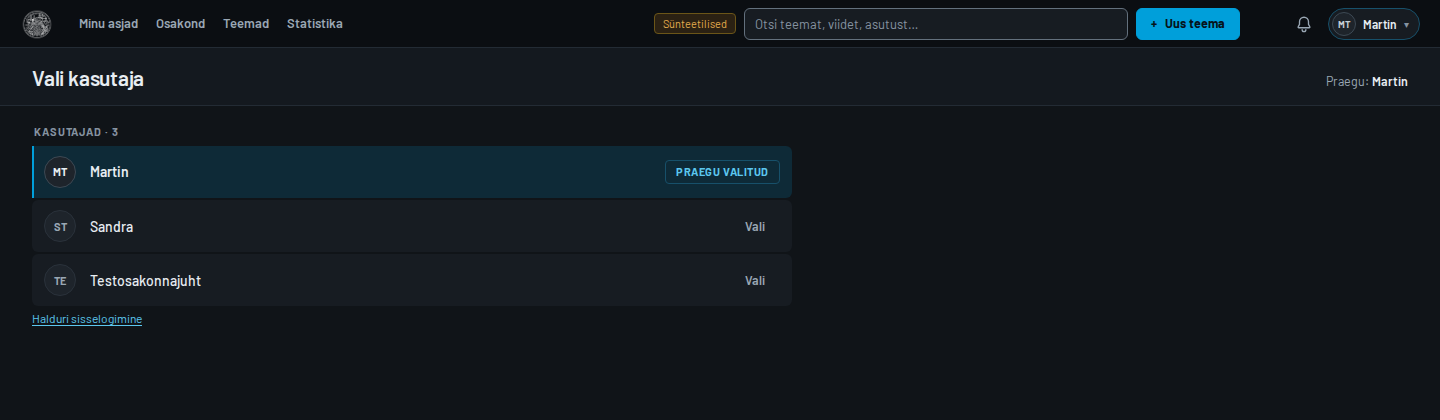 Minu asjad Osakond Teemad Statistika Sünteetilised Otsi teemat, viidet, asutust... + Uus teema MT Martin ▾
Vali kasutaja Praegu: Martin
KASUTAJAD · 3
MT Martin PRAEGU VALITUD
ST Sandra Vali
TE Testosakonnajuht Vali
Halduri sisselogimine